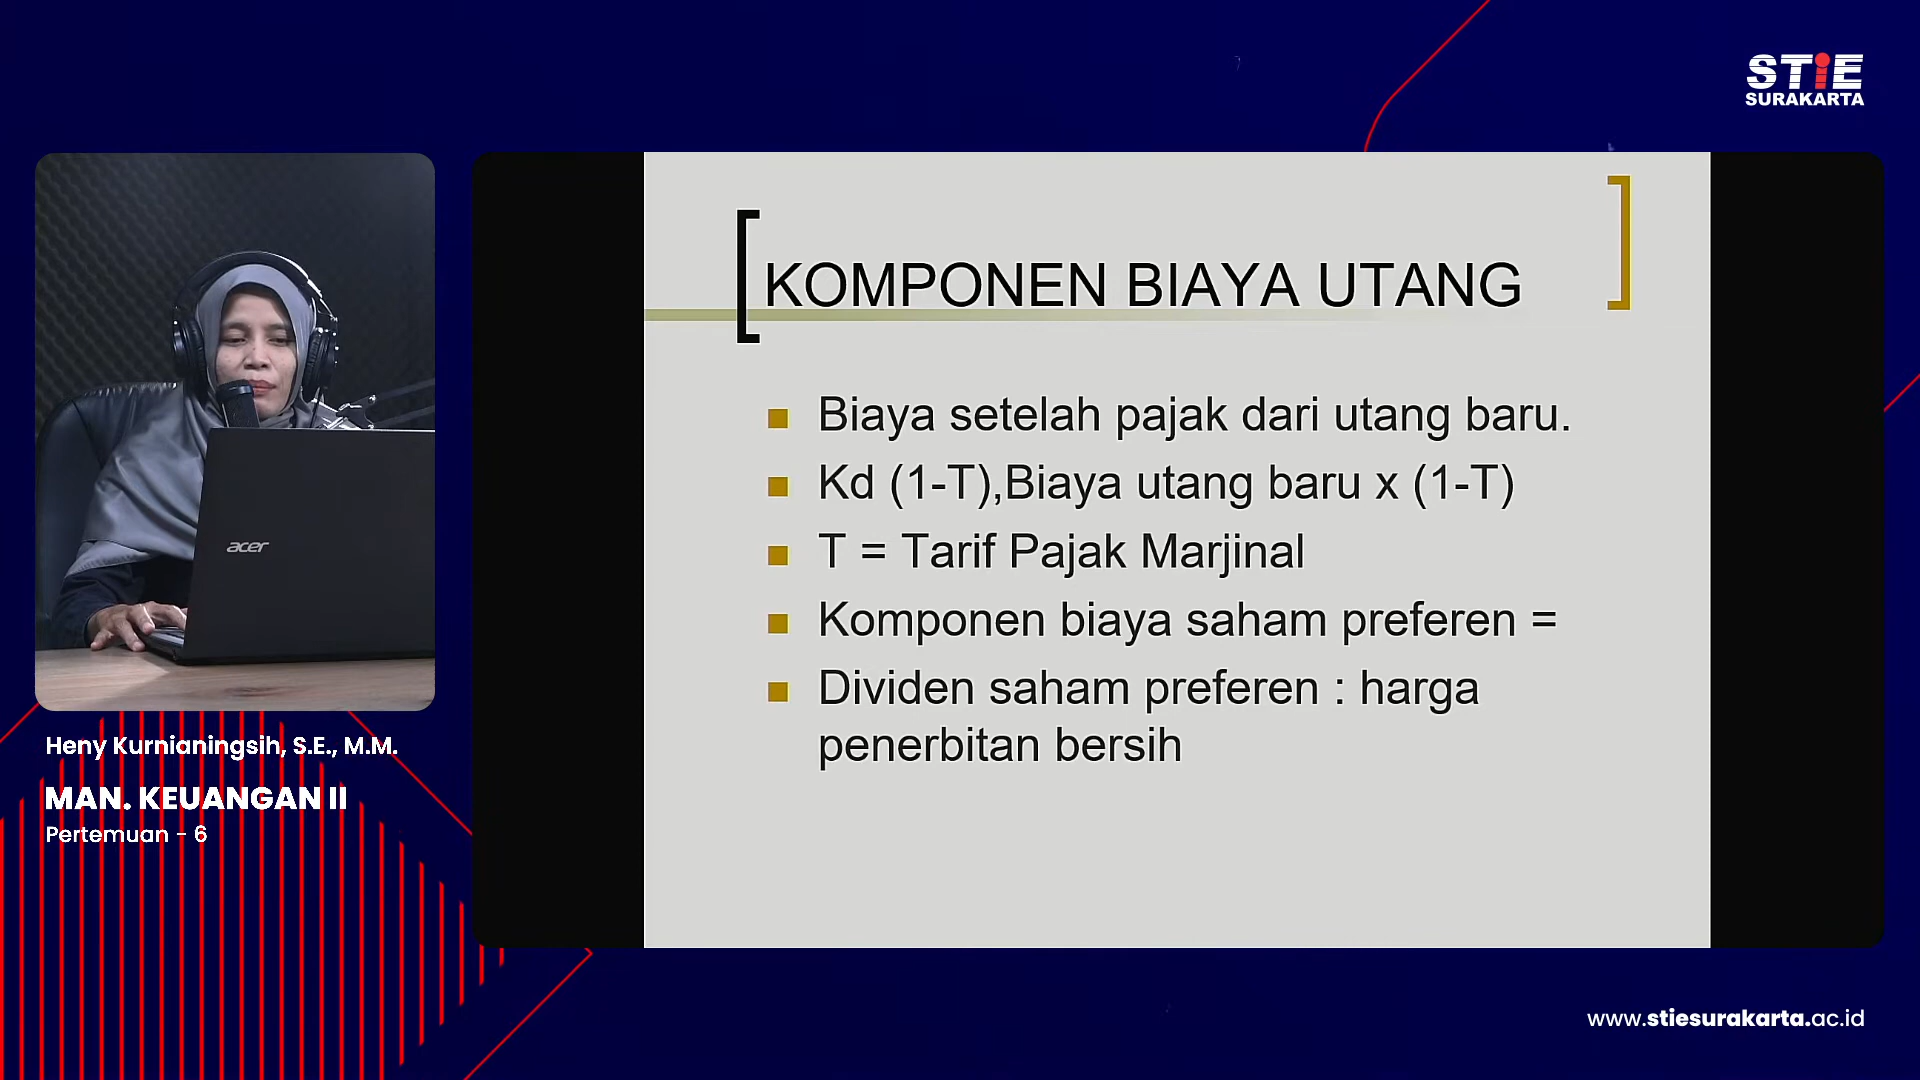 STiE
SURAKARTA
KOMPONEN BIAYA UTANG
Biaya setelah pajak dari utang baru.
Kd (1-T),Biaya utang baru x (1-T)
T = Tarif Pajak Marjinal
Komponen biaya saham preferen =
Dividen saham preferen : harga
penerbitan bersih
acer
Heny Kurnianingsih, S.E., M.M.
MAN. KEUANGAN II
Pertemuan - 6
www.stiesurakarta.ac.id